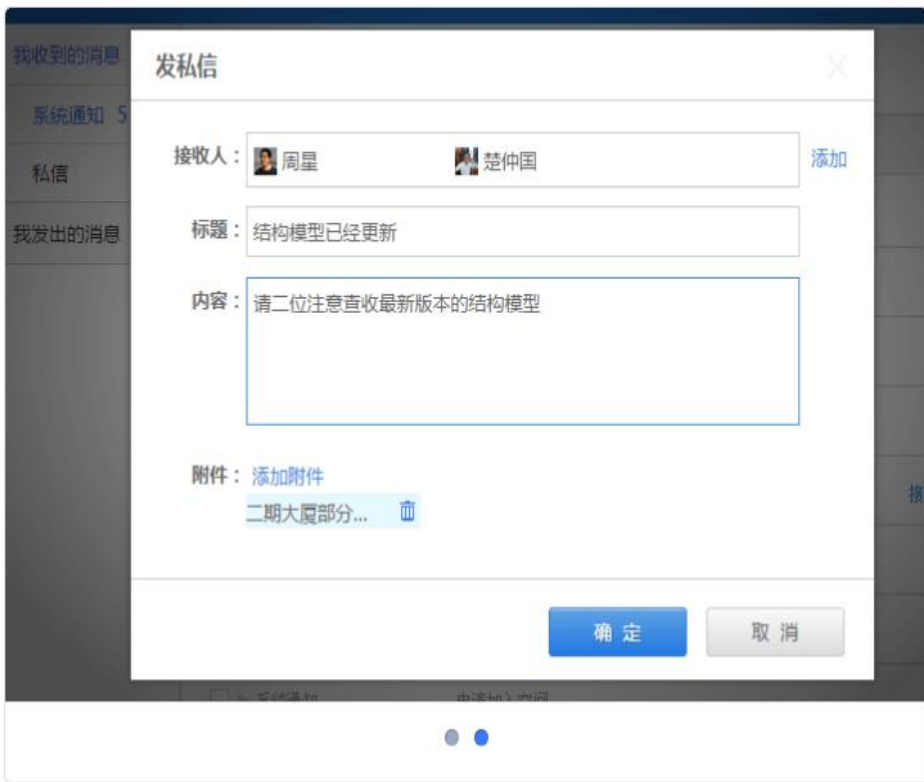 我收到的消息
系统通知 5
私信
我发出的消息
发私信
接收人：周星 楚仲国 添加
标题：结构模型已经更新
内容：请二位注意查收最新版本的结构模型
附件：添加附件
二期大厦部分...
确 定 取 消
系统通知 申请加入空间